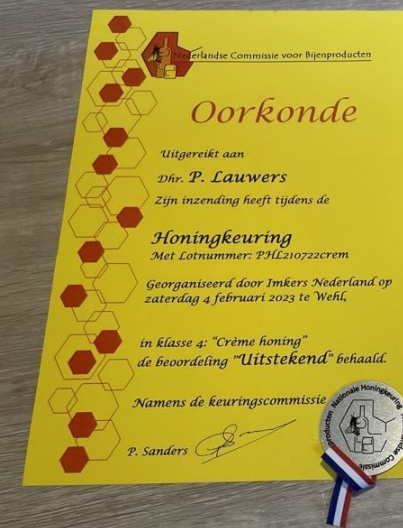 Nederlandse Commissie voor Bijenproducten
Oorkonde
Uitgereikt aan
Dhr. P. Lauwers
Zijn inzending heeft tijdens de
Honingkeuring
Met Lotnummer: PHL210722crem
Georganiseerd door Imkers Nederland op
zaterdag 4 februari 2023 te Wehl,
in klasse 4: "Crème honing"
de beoordeling "Uitstekend" behaald.
Namens de keuringscommissie
P. Sanders
Nationale Honingkeuring